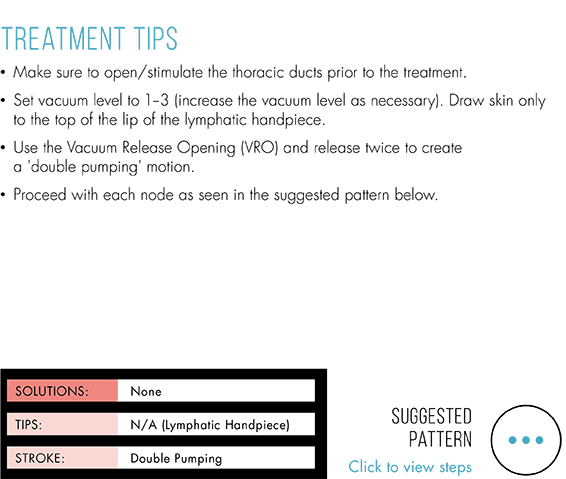 TREATMENT TIPS
• Make sure to open/stimulate the thoracic ducts prior to the treatment.
• Set vacuum level to 1–3 (increase the vacuum level as necessary). Draw skin only
to the top of the lip of the lymphatic handpiece.
• Use the Vacuum Release Opening (VRO) and release twice to create
a 'double pumping' motion.
• Proceed with each node as seen in the suggested pattern below.
SOLUTIONS: None
TIPS: N/A (Lymphatic Handpiece)
STROKE: Double Pumping
SUGGESTED
PATTERN
Click to view steps